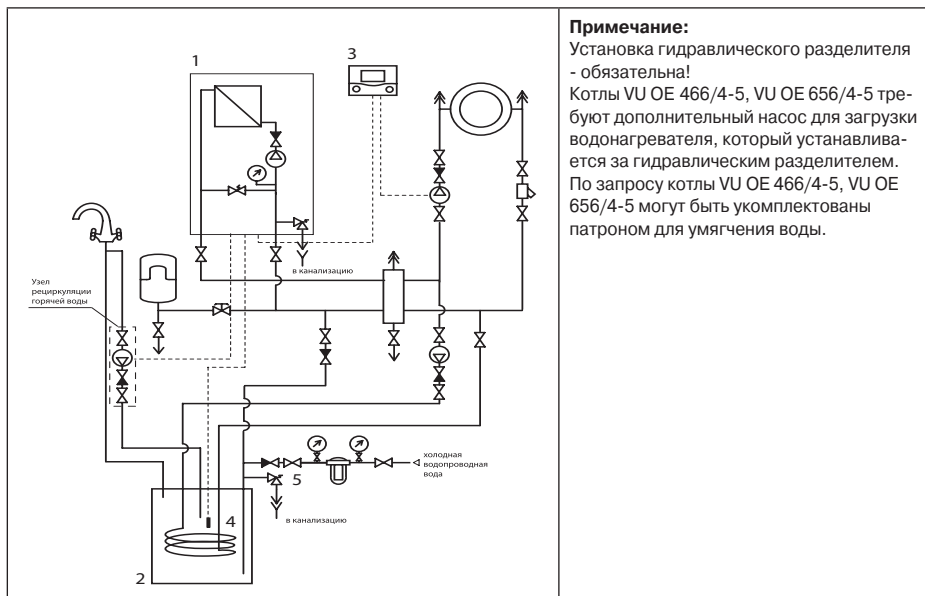 1
3
Узел
рециркуляции
горячей воды
в канализацию
5
холодная
водопроводная
вода
4
в канализацию
2
Примечание:
Установка гидравлического разделителя
- обязательна!
Котлы VU OE 466/4-5, VU OE 656/4-5 тре-
буют дополнительный насос для загрузки
водонагревателя, который устанавлива-
ется за гидравлическим разделителем.
По запросу котлы VU OE 466/4-5, VU OE
656/4-5 могут быть укомплектованы
патроном для умягчения воды.